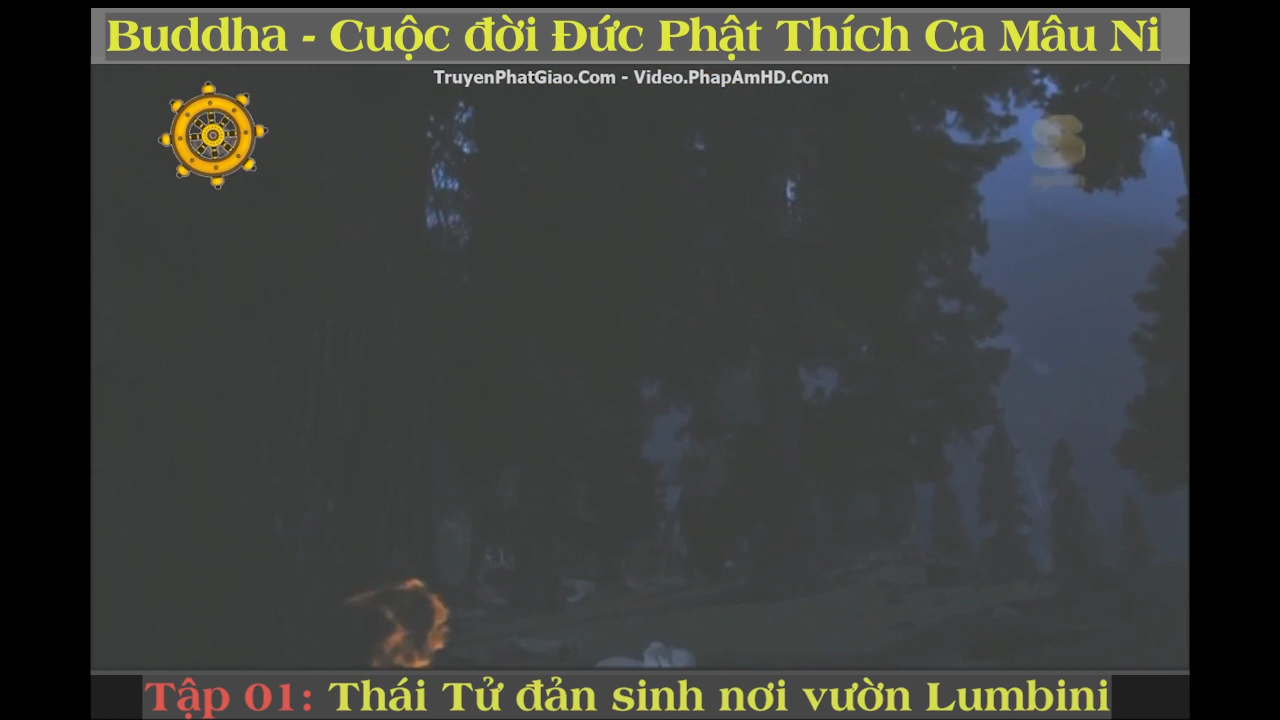 Buddha - Cuộc đời Đức Phật Thích Ca Mâu Ni
TruyenPhatGiao.Com - Video.PhapAmHD.Com
Tập 01: Thái Tử đản sinh nơi vườn Lumbini